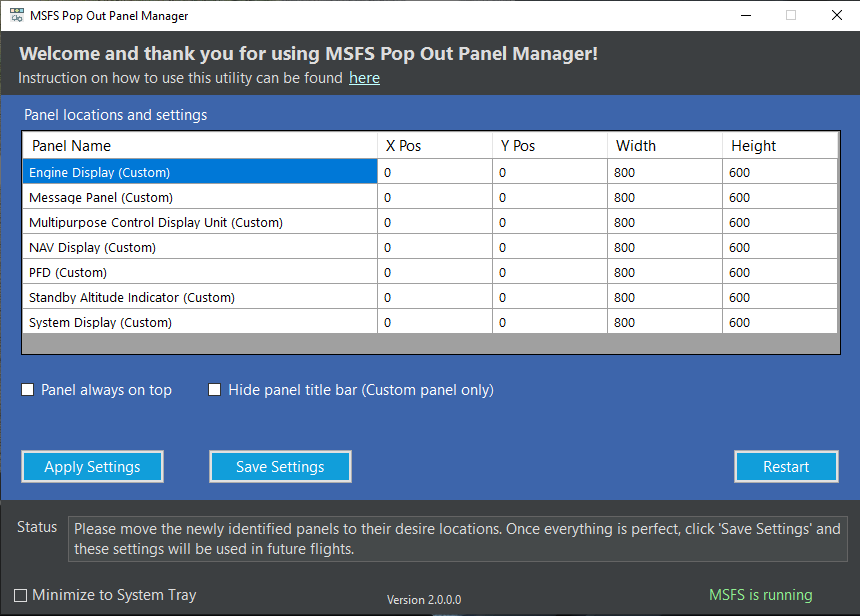 MSFS Pop Out Panel Manager
Welcome and thank you for using MSFS Pop Out Panel Manager!
Instruction on how to use this utility can be found here
Panel locations and settings
Panel Name X Pos Y Pos Width Height
Engine Display (Custom) 0 0 800 600
Message Panel (Custom) 0 0 800 600
Multipurpose Control Display Unit (Custom) 0 0 800 600
NAV Display (Custom) 0 0 800 600
PFD (Custom) 0 0 800 600
Standby Altitude Indicator (Custom) 0 0 800 600
System Display (Custom) 0 0 800 600
Panel always on top Hide panel title bar (Custom panel only)
Apply Settings Save Settings Restart
Status Please move the newly identified panels to their desire locations. Once everything is perfect, click 'Save Settings' and
these settings will be used in future flights.
Minimize to System Tray Version 2.0.0.0 MSFS is running